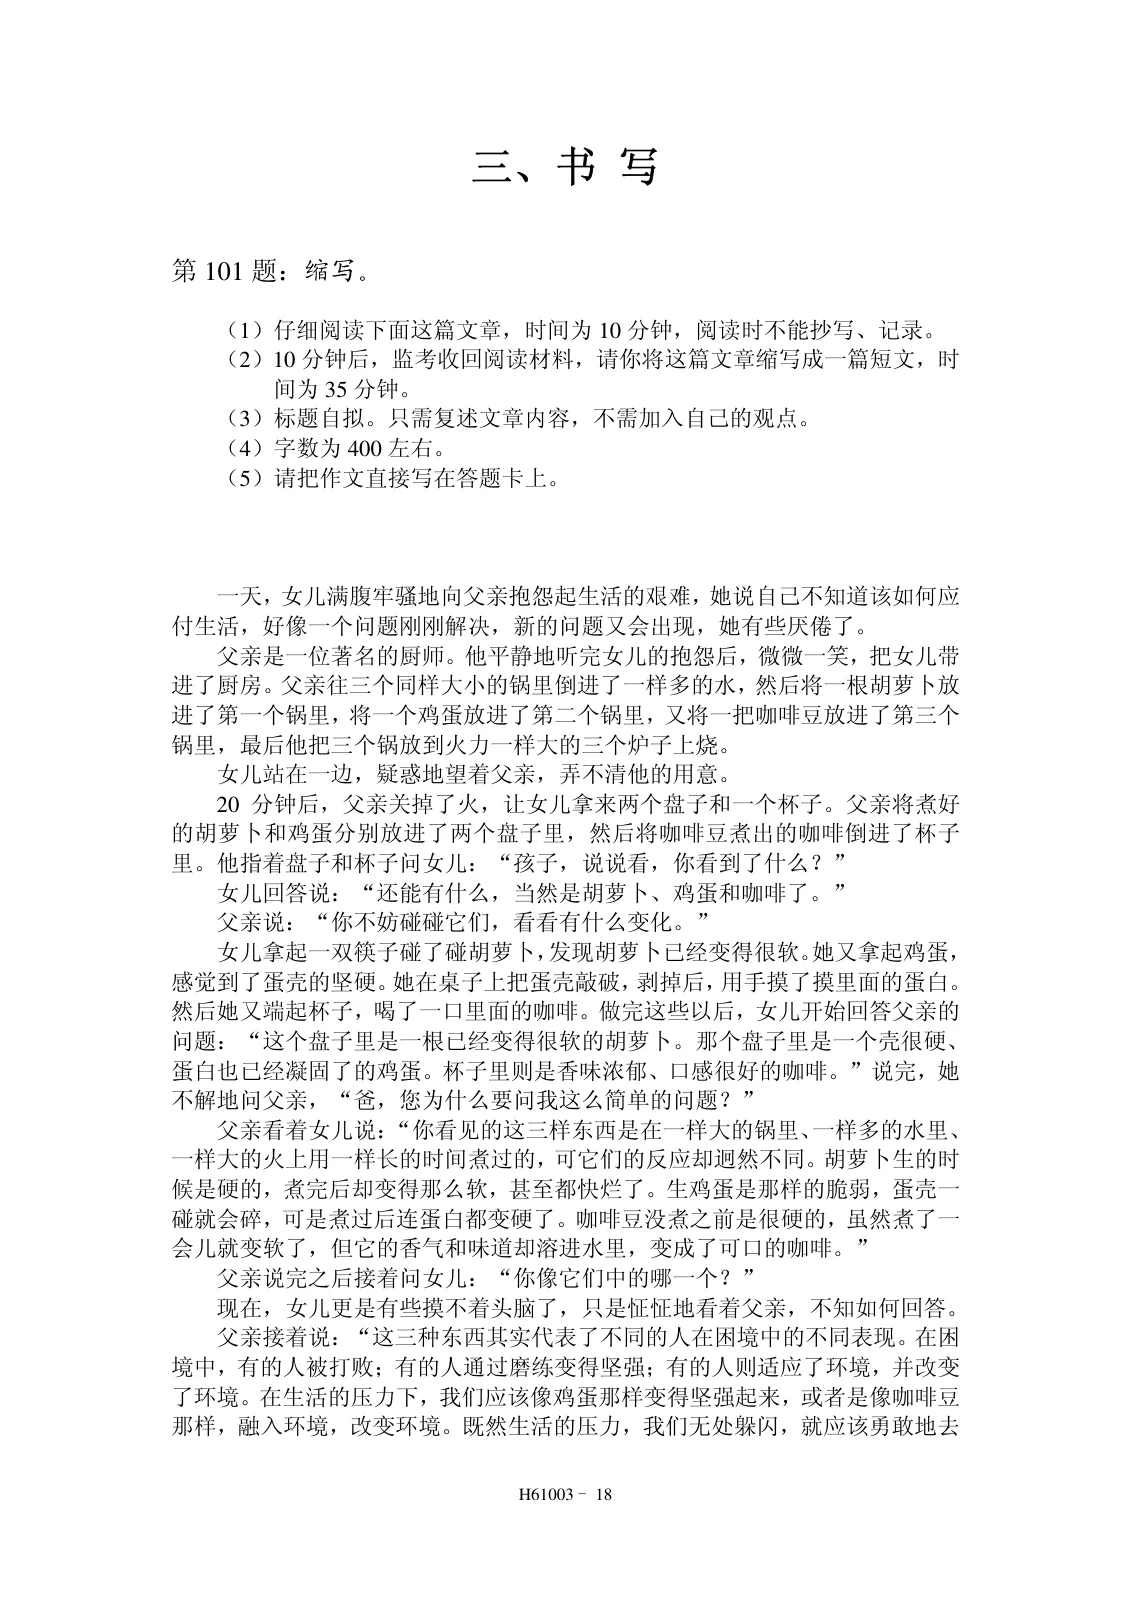 三、书 写
第 101 题：缩写。
（1）仔细阅读下面这篇文章，时间为 10 分钟，阅读时不能抄写、记录。
（2）10 分钟后，监考收回阅读材料，请你将这篇文章缩写成一篇短文，时
间为 35 分钟。
（3）标题自拟。只需复述文章内容，不需加入自己的观点。
（4）字数为 400 左右。
（5）请把作文直接写在答题卡上。
一天，女儿满腹牢骚地向父亲抱怨起生活的艰难，她说自己不知道该如何应
付生活，好像一个问题刚刚解决，新的问题又会出现，她有些厌倦了。
父亲是一位著名的厨师。他平静地听完女儿的抱怨后，微微一笑，把女儿带
进了厨房。父亲往三个同样大小的锅里倒进了一样多的水，然后将一根胡萝卜放
进了第一个锅里，将一个鸡蛋放进了第二个锅里，又将一把咖啡豆放进了第三个
锅里，最后他把三个锅放到火力一样大的三个炉子上烧。
女儿站在一边，疑惑地望着父亲，弄不清他的用意。
20 分钟后，父亲关掉了火，让女儿拿来两个盘子和一个杯子。父亲将煮好
的胡萝卜和鸡蛋分别放进了两个盘子里，然后将咖啡豆煮出的咖啡倒进了杯子
里。他指着盘子和杯子问女儿：“孩子，说说看，你看到了什么？”
女儿回答说：“还能有什么，当然是胡萝卜、鸡蛋和咖啡了。”
父亲说：“你不妨碰碰它们，看看有什么变化。”
女儿拿起一双筷子碰了碰胡萝卜，发现胡萝卜已经变得很软。她又拿起鸡蛋，
感觉到了蛋壳的坚硬。她在桌子上把蛋壳敲破，剥掉后，用手摸了摸里面的蛋白。
然后她又端起杯子，喝了一口里面的咖啡。做完这些以后，女儿开始回答父亲的
问题：“这个盘子里是一根已经变得很软的胡萝卜。那个盘子里是一个壳很硬、
蛋白也已经凝固了的鸡蛋。杯子里则是香味浓郁、口感很好的咖啡。”说完，她
不解地问父亲，“爸，您为什么要问我这么简单的问题？”
父亲看着女儿说：“你看见的这三样东西是在一样大的锅里、一样多的水里、
一样大的火上用一样长的时间煮过的，可它们的反应却迥然不同。胡萝卜生的时
候是硬的，煮完后却变得那么软，甚至都快烂了。生鸡蛋是那样的脆弱，蛋壳一
碰就会碎，可是煮过后连蛋白都变硬了。咖啡豆没煮之前是很硬的，虽然煮了一
会儿就变软了，但它的香气和味道却溶进水里，变成了可口的咖啡。”
父亲说完之后接着问女儿：“你像它们中的哪一个？”
现在，女儿更是有些摸不着头脑了，只是怔怔地看着父亲，不知如何回答。
父亲接着说：“这三种东西其实代表了不同的人在困境中的不同表现。在困
境中，有的人被打败；有的人通过磨练变得坚强；有的人则适应了环境，并改变
了环境。在生活的压力下，我们应该像鸡蛋那样变得坚强起来，或者是像咖啡豆
那样，融入环境，改变环境。既然生活的压力，我们无处躲闪，就应该勇敢地去
H61003－ 18